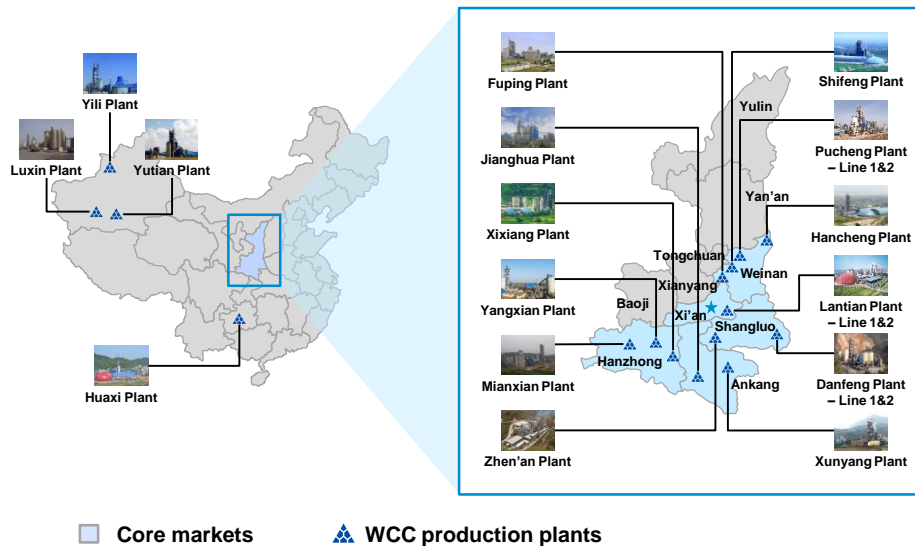 Yili Plant
Luxin Plant
Yutian Plant
Huaxi Plant
Fuping Plant
Jianghua Plant
Xixiang Plant
Yangxian Plant
Mianxian Plant
Zhen’an Plant
Yulin
Yan’an
Tongchuan
Weinan
Xianyang
Baoji
Xi’an
Shangluo
Hanzhong
Ankang
Shifeng Plant
Pucheng Plant
– Line 1&2
Hancheng Plant
Lantian Plant
– Line 1&2
Danfeng Plant
– Line 1&2
Xunyang Plant
Core markets
WCC production plants